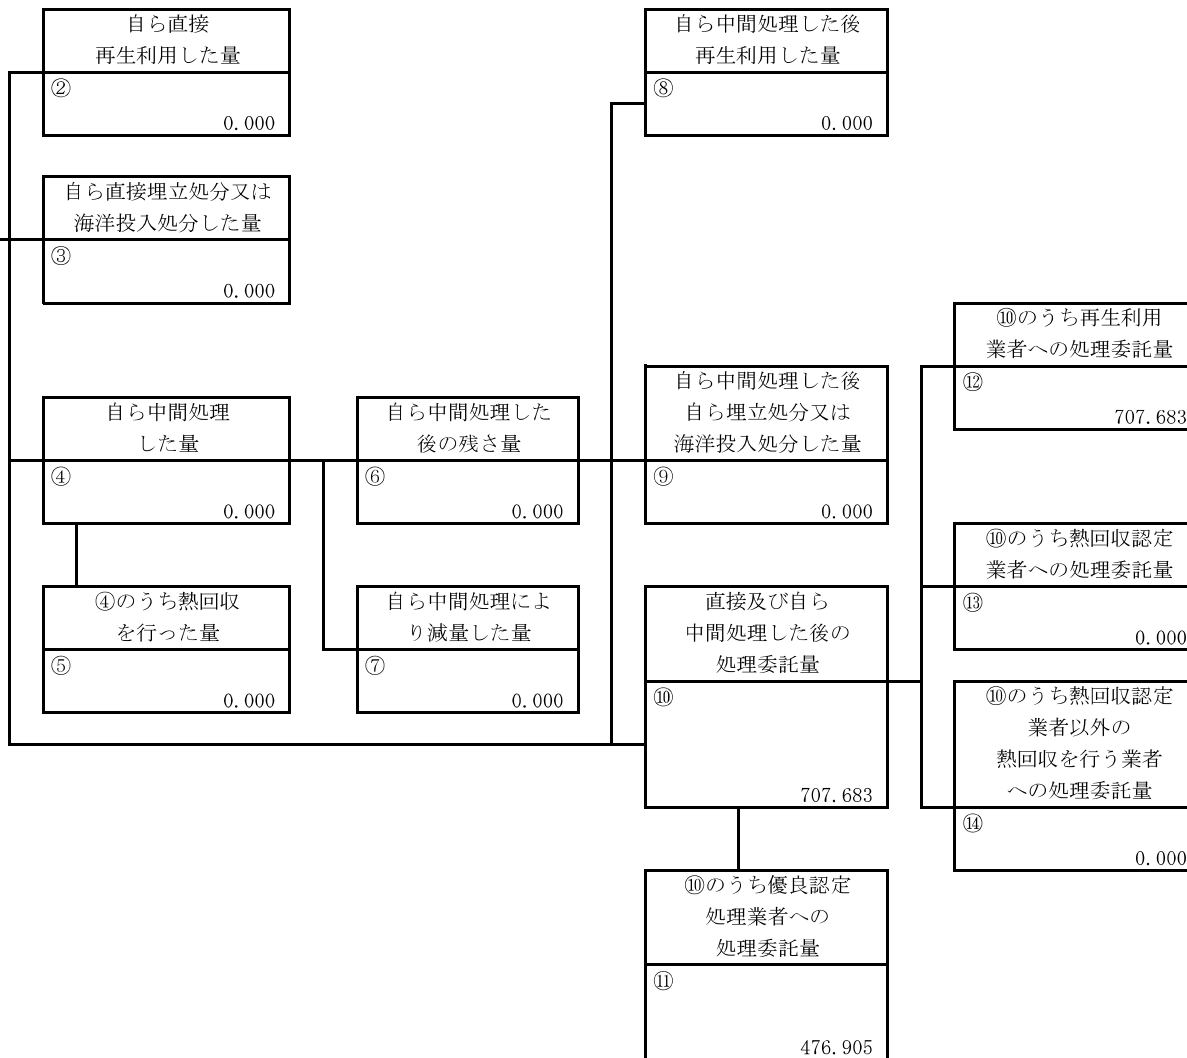 自ら直接
再生利用した量
②
0.000
自ら中間処理した後
再生利用した量
⑧
0.000
自ら直接埋立処分又は
海洋投入処分した量
③
0.000
⑩のうち再生利用
業者への処理委託量
⑫
707.683
自ら中間処理
した量
④
0.000
自ら中間処理した
後の残さ量
⑥
0.000
自ら中間処理した後
自ら埋立処分又は
海洋投入処分した量
⑨
0.000
⑩のうち熱回収認定
業者への処理委託量
⑬
0.000
④のうち熱回収
を行った量
⑤
0.000
自ら中間処理によ
り減量した量
⑦
0.000
直接及び自ら
中間処理した後の
処理委託量
⑩
707.683
⑩のうち熱回収認定
業者以外の
熱回収を行う業者
への処理委託量
⑭
0.000
⑩のうち優良認定
処理業者への
処理委託量
⑪
476.905